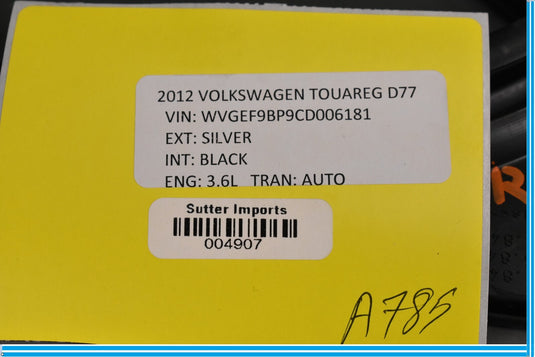 2012 VOLKSWAGEN TOUAREG D77
VIN: WVGEF9BP9CD006181
EXT: SILVER
INT: BLACK
ENG: 3.6L TRAN: AUTO
Sutter Imports
004907
A785
R